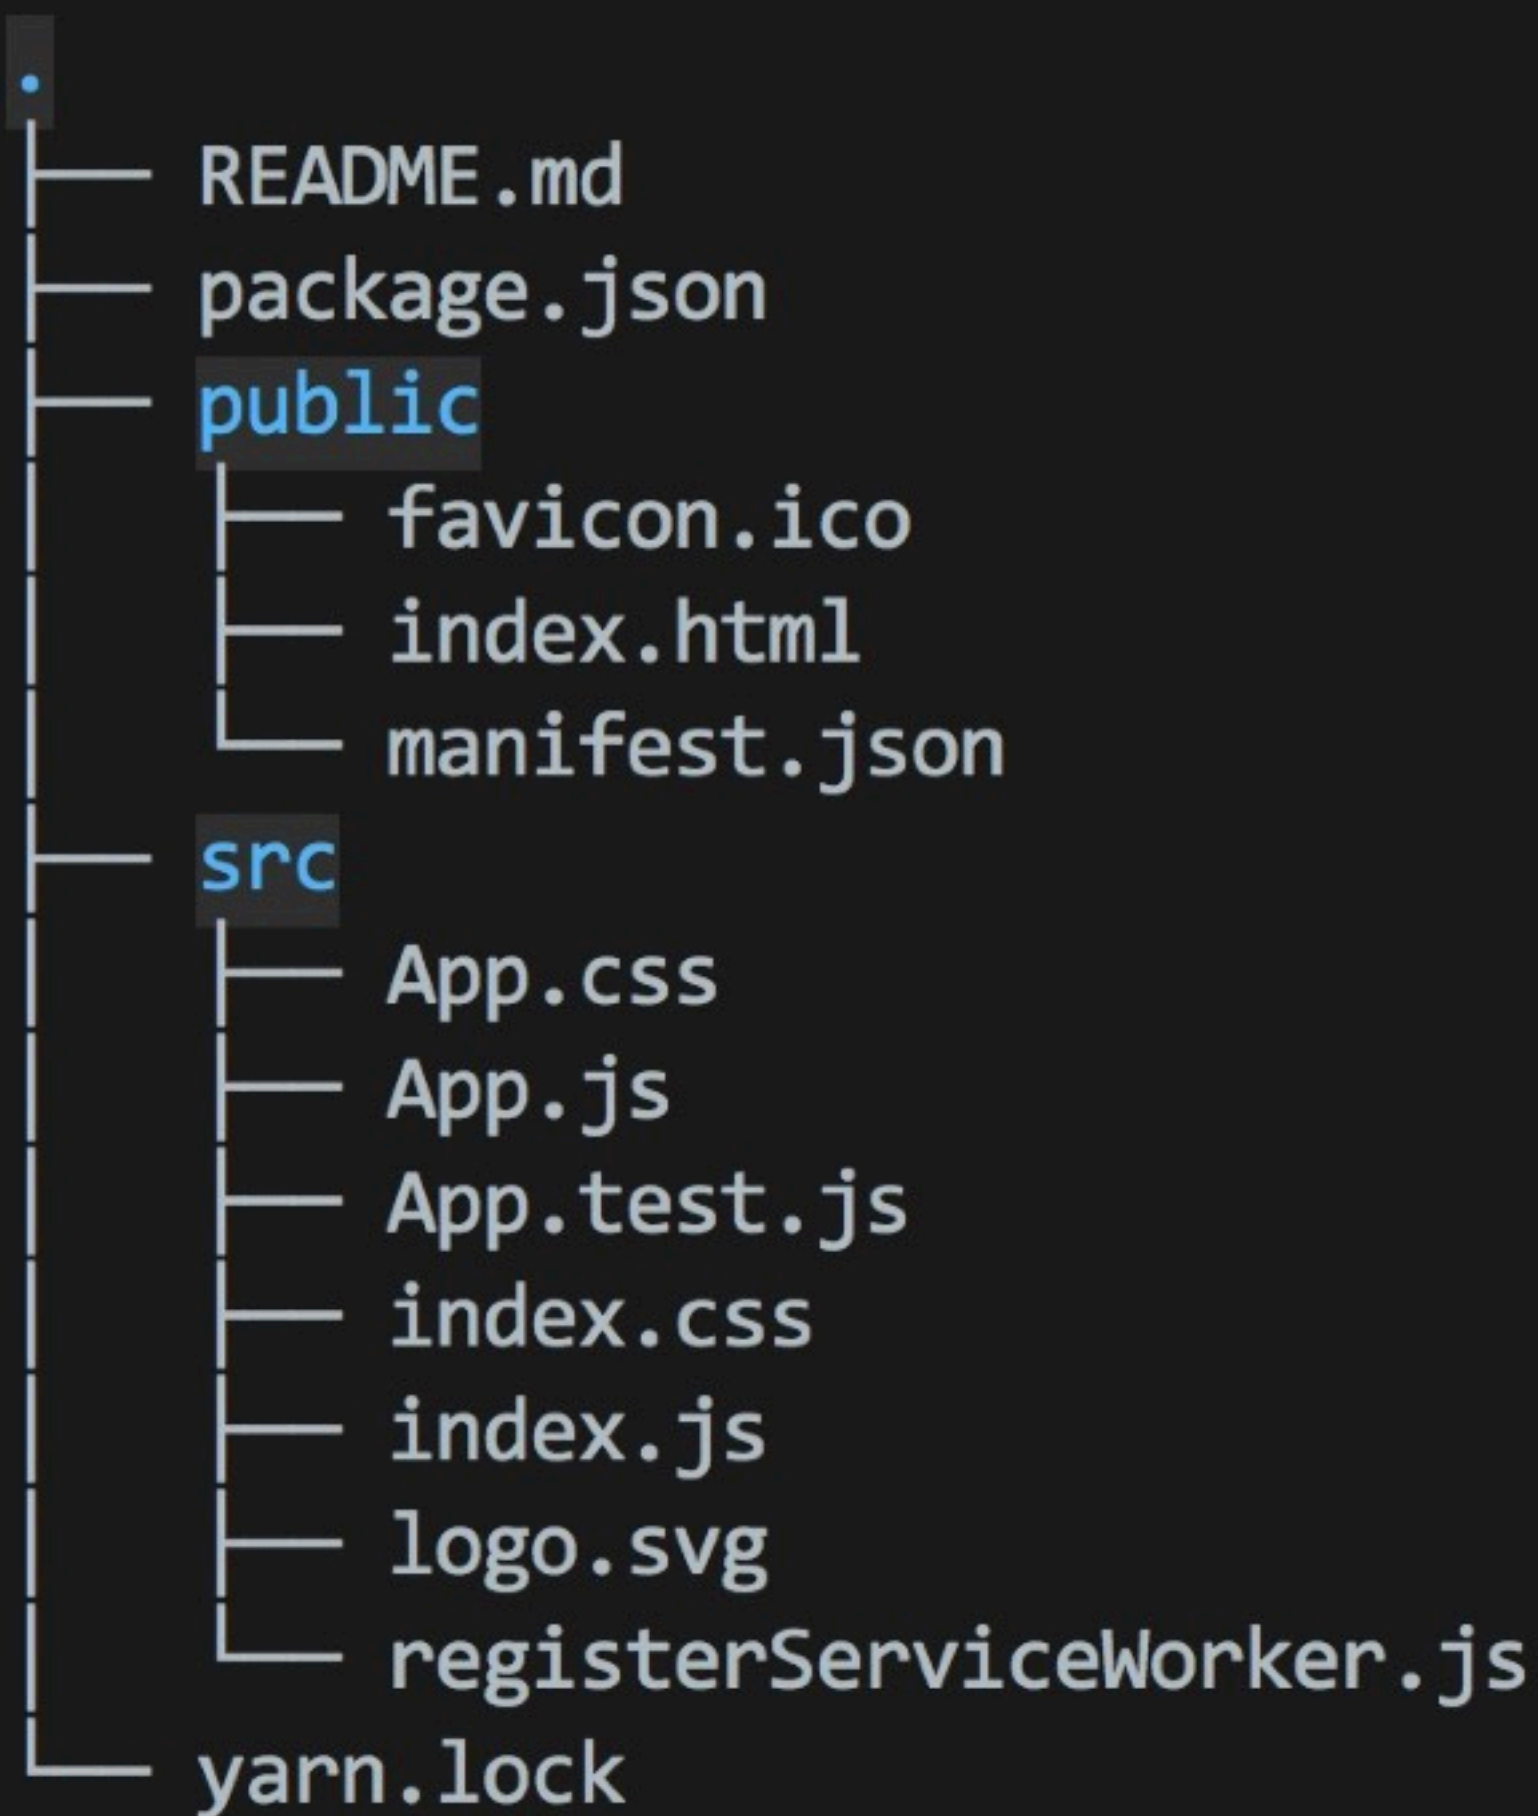 .
├── README.md
├── package.json
├── public
│   ├── favicon.ico
│   ├── index.html
│   └── manifest.json
├── src
│   ├── App.css
│   ├── App.js
│   ├── App.test.js
│   ├── index.css
│   ├── index.js
│   ├── logo.svg
│   └── registerServiceWorker.js
└── yarn.lock